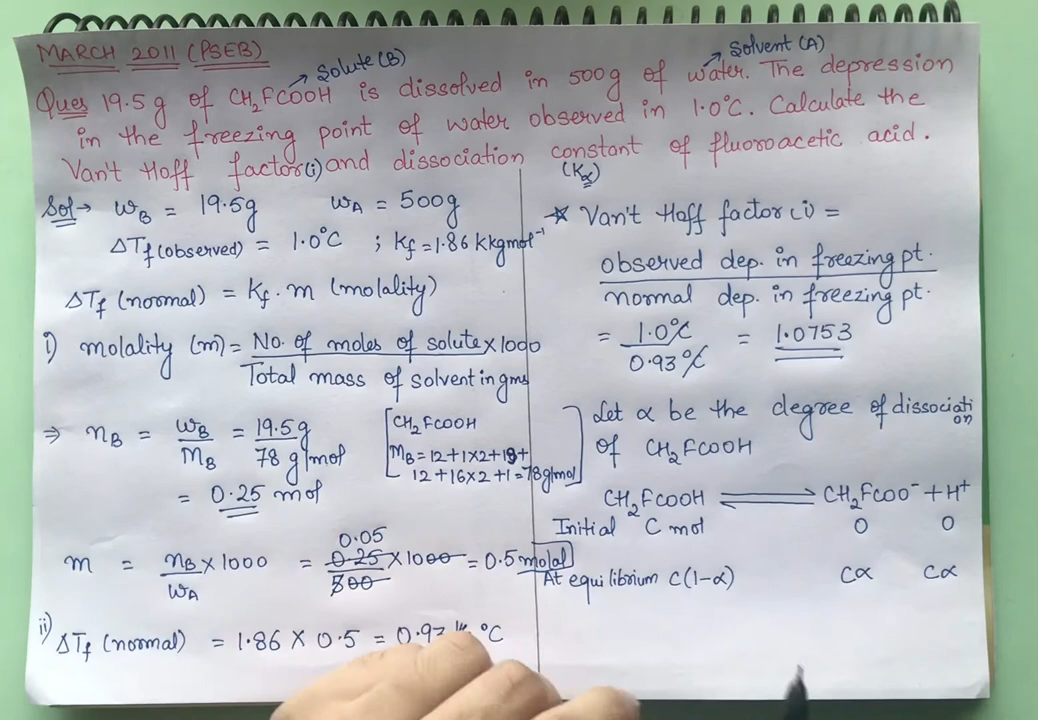 MARCH 2011 (PSEB)
→ Solute (B)
→ Solvent (A)
Ques 19.5g of CH₂FCOOH is dissolved in 500g of water. The depression
in the freezing point of water observed in 1.0°C. Calculate the
Van't Hoff factor(i) and dissociation constant of fluoroacetic acid.
(Kα)
Sol→ WB = 19.5g WA = 500g
ΔTf (observed) = 1.0°C ; Kf = 1.86 K kg mol⁻¹
ΔTf (normal) = Kf . m (molality)
i) molality (m) = No. of moles of solute × 1000
Total mass of solvent in gms
⇒ nB = WB = 19.5g
MB 78 g/mol
= 0.25 mol
[CH₂FCOOH
MB = 12+1×2+19+
12+16×2+1 = 78g/mol]
m = nB × 1000 = 0.25 × 1000 = 0.5 molal
0.05
WA 500
ii) ΔTf (normal) = 1.86 × 0.5 = 0.93 °C
* Van't Hoff factor (i) =
observed dep. in freezing pt.
normal dep. in freezing pt.
= 1.0°C = 1.0753
0.93°C
Let α be the degree of dissociation
of CH₂FCOOH
CH₂FCOOH ⇌ CH₂FCOO⁻ + H⁺
Initial C mol 0 0
At equilibrium C(1-α) Cα Cα